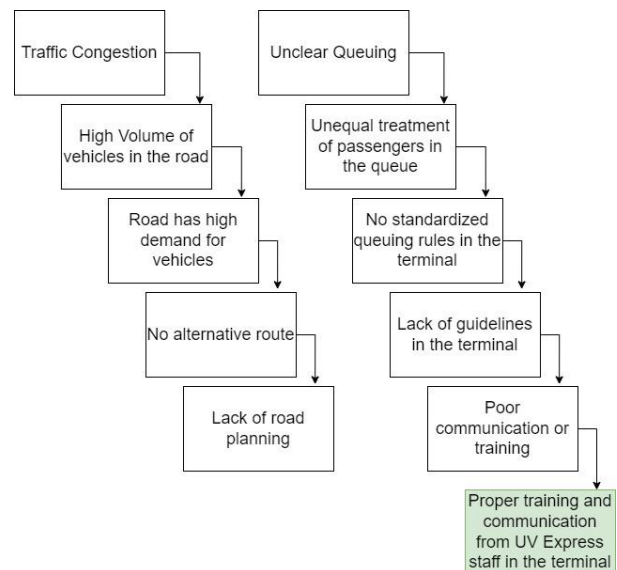 Traffic Congestion
High Volume of
vehicles in the road
Road has high
demand for
vehicles
No alternative route
Lack of road
planning
Unclear Queuing
Unequal treatment
of passengers in
the queue
No standardized
queuing rules in the
terminal
Lack of guidelines
in the terminal
Poor
communication or
training
Proper training and
communication
from UV Express
staff in the terminal